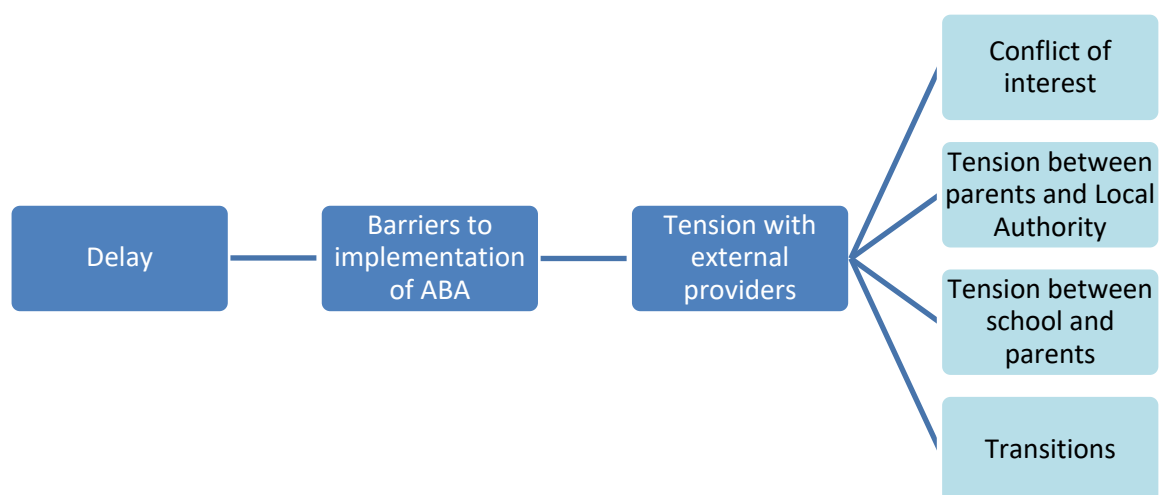 Delay
Barriers to
implementation
of ABA
Tension with
external
providers
Conflict of
interest
Tension between
parents and Local
Authority
Tension between
school and
parents
Transitions